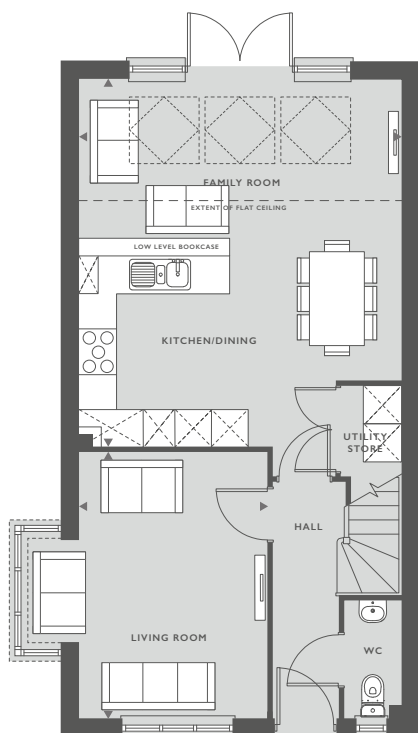 FAMILY ROOM
EXTENT OF FLAT CEILING
LOW LEVEL BOOKCASE
KITCHEN/DINING
UTILITY
STORE
HALL
LIVING ROOM
WC